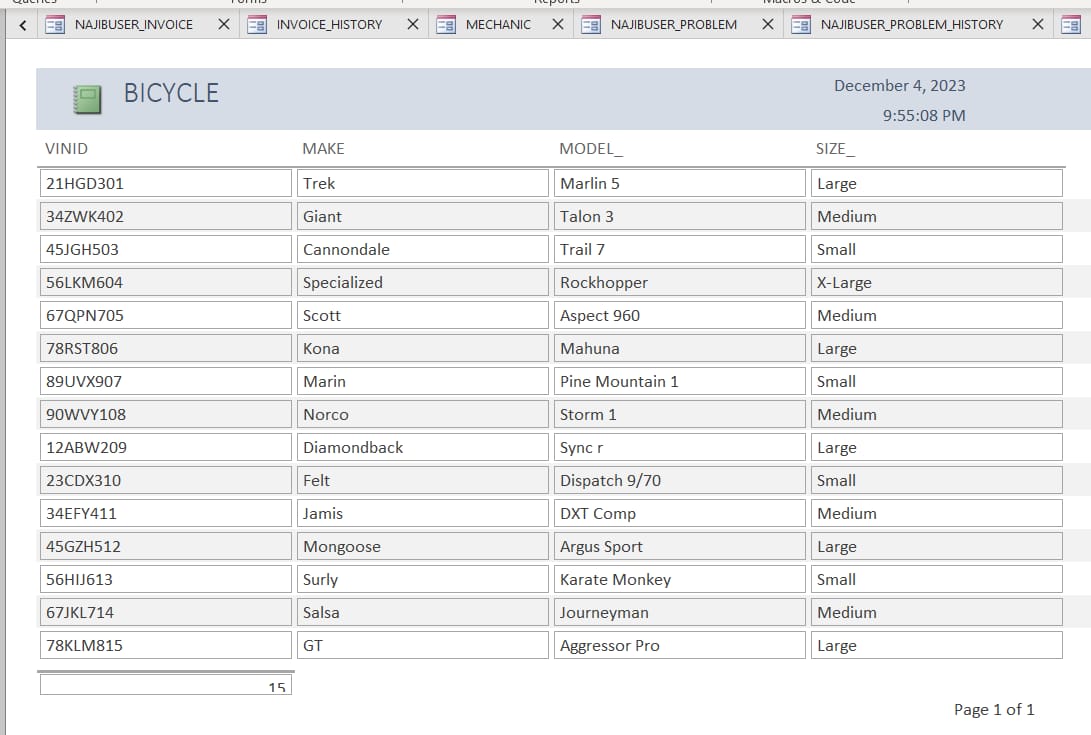 Queries Forms Reports Macros & Code
NAJIBUSER_INVOICE INVOICE_HISTORY MECHANIC NAJIBUSER_PROBLEM NAJIBUSER_PROBLEM_HISTORY
BICYCLE
December 4, 2023
9:55:08 PM
VINID MAKE MODEL_ SIZE_
21HGD301 Trek Marlin 5 Large
34ZWK402 Giant Talon 3 Medium
45JGH503 Cannondale Trail 7 Small
56LKM604 Specialized Rockhopper X-Large
67QPN705 Scott Aspect 960 Medium
78RST806 Kona Mahuna Large
89UVX907 Marin Pine Mountain 1 Small
90WVY108 Norco Storm 1 Medium
12ABW209 Diamondback Sync r Large
23CDX310 Felt Dispatch 9/70 Small
34EFY411 Jamis DXT Comp Medium
45GZH512 Mongoose Argus Sport Large
56HIJ613 Surly Karate Monkey Small
67JKL714 Salsa Journeyman Medium
78KLM815 GT Aggressor Pro Large
15
Page 1 of 1